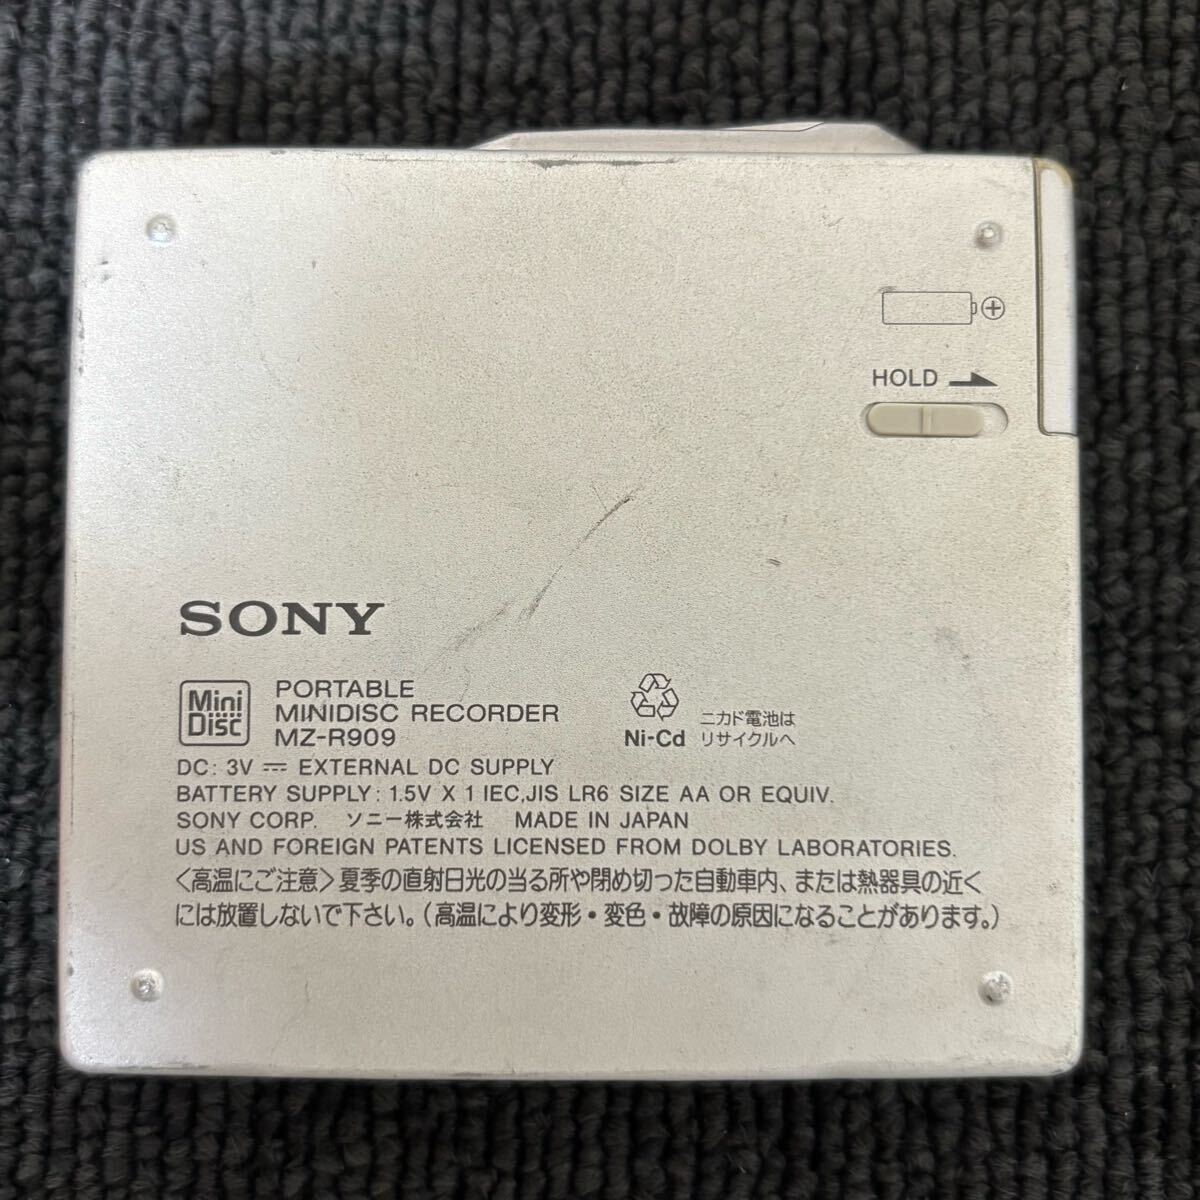 HOLD
SONY
Mini
Disc
PORTABLE
MINIDISC RECORDER
MZ-R909
Ni-Cd
ニカド電池は
リサイクルへ
DC: 3V ⎓ EXTERNAL DC SUPPLY
BATTERY SUPPLY: 1.5V X 1 IEC,JIS LR6 SIZE AA OR EQUIV.
SONY CORP. ソニー株式会社 MADE IN JAPAN
US AND FOREIGN PATENTS LICENSED FROM DOLBY LABORATORIES.
〈高温にご注意〉夏季の直射日光の当る所や閉め切った自動車内、または熱器具の近く
には放置しないで下さい。(高温により変形・変色・故障の原因になることがあります。)